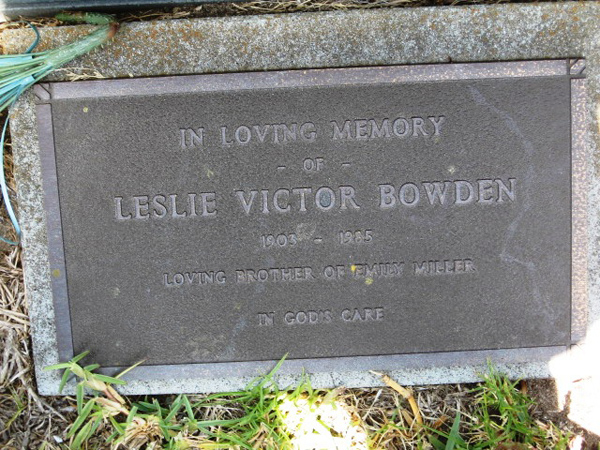 IN LOVING MEMORY
- OF -
LESLIE VICTOR BOWDEN
1903 - 1985
LOVING BROTHER OF EMILY MILLER
IN GOD'S CARE